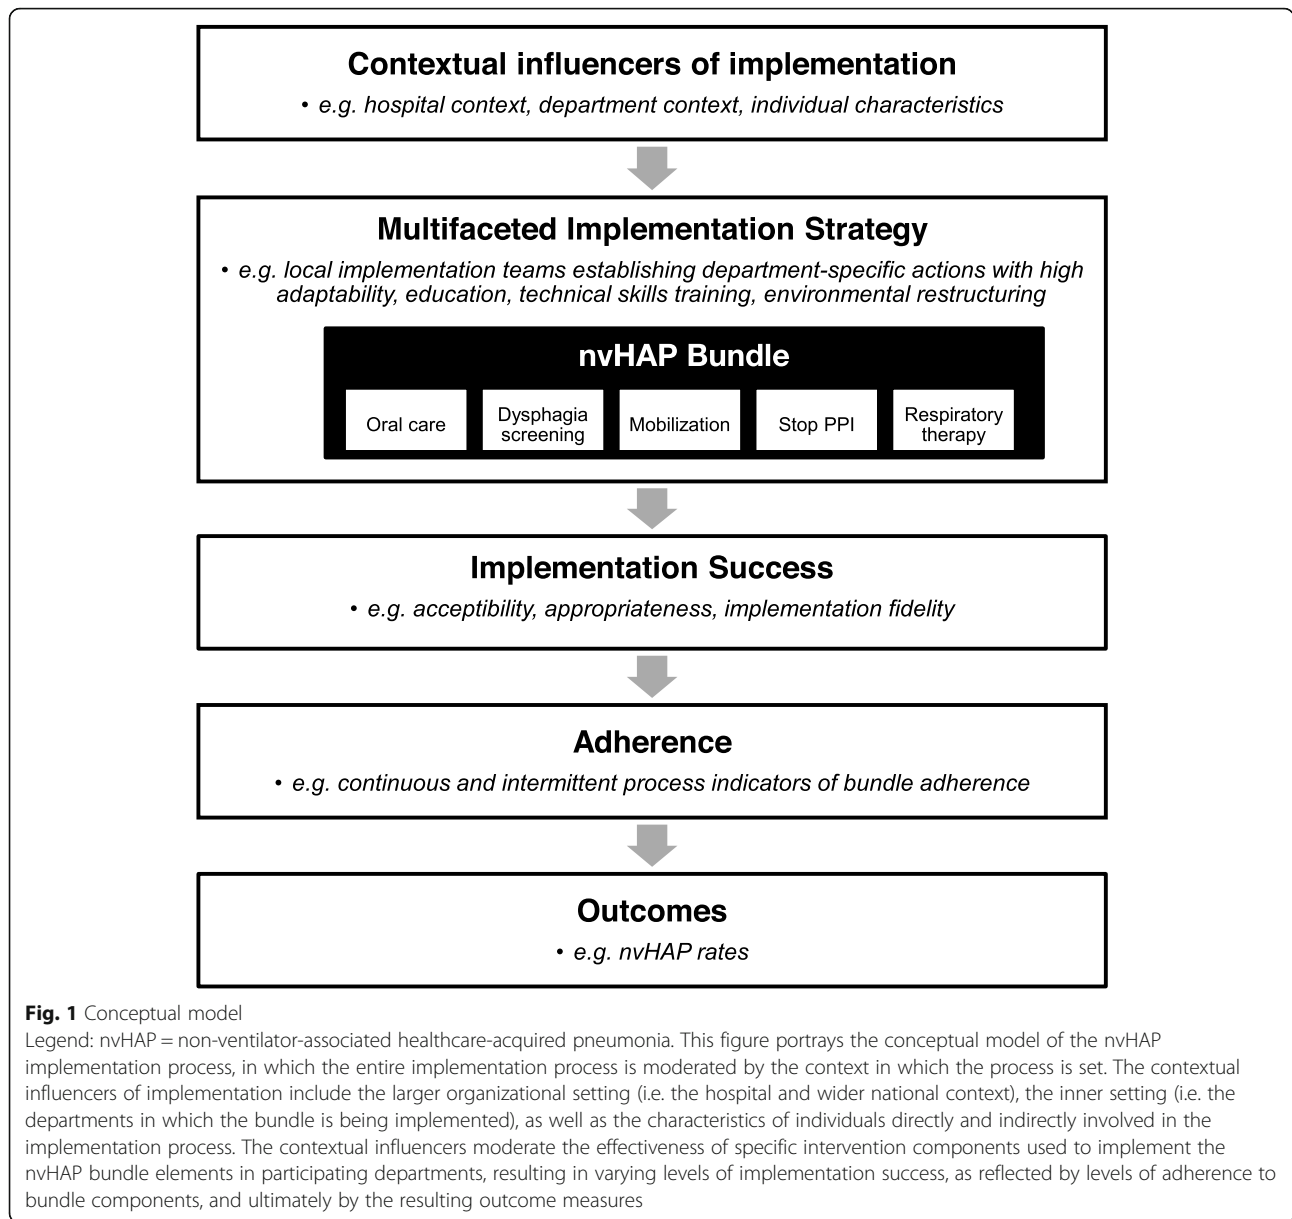 Contextual influencers of implementation
• e.g. hospital context, department context, individual characteristics
Multifaceted Implementation Strategy
• e.g. local implementation teams establishing department-specific actions with high
adaptability, education, technical skills training, environmental restructuring
nvHAP Bundle
Oral care
Dysphagia
screening
Mobilization
Stop PPI
Respiratory
therapy
Implementation Success
• e.g. acceptibility, appropriateness, implementation fidelity
Adherence
• e.g. continuous and intermittent process indicators of bundle adherence
Outcomes
• e.g. nvHAP rates
Fig. 1 Conceptual model
Legend: nvHAP = non-ventilator-associated healthcare-acquired pneumonia. This figure portrays the conceptual model of the nvHAP
implementation process, in which the entire implementation process is moderated by the context in which the process is set. The contextual
influencers of implementation include the larger organizational setting (i.e. the hospital and wider national context), the inner setting (i.e. the
departments in which the bundle is being implemented), as well as the characteristics of individuals directly and indirectly involved in the
implementation process. The contextual influencers moderate the effectiveness of specific intervention components used to implement the
nvHAP bundle elements in participating departments, resulting in varying levels of implementation success, as reflected by levels of adherence to
bundle components, and ultimately by the resulting outcome measures